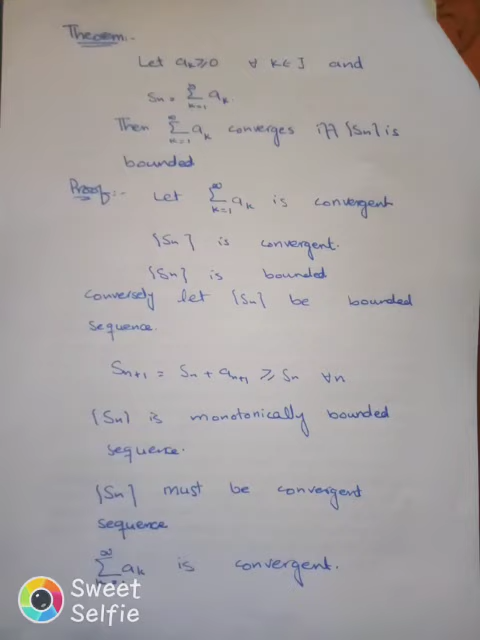 Theorem:-
Let aₖ ≥ 0 ∀ k ∈ J and
Sn = ∑_{k=1}^{∞} aₖ.
Then ∑_{k=1}^{∞} aₖ converges iff {Sn} is
bounded
Proof:- Let ∑_{k=1}^{∞} aₖ is convergent
{Sn} is convergent.
{Sn} is bounded
conversely let {Sn} be bounded
sequence.
Sₙ₊₁ = Sₙ + aₙ₊₁ ≥ Sn ∀n
{Sn} is monotonically bounded
sequence.
{Sn} must be convergent
sequence
∑^{∞} aₖ is convergent.
Sweet
Selfie